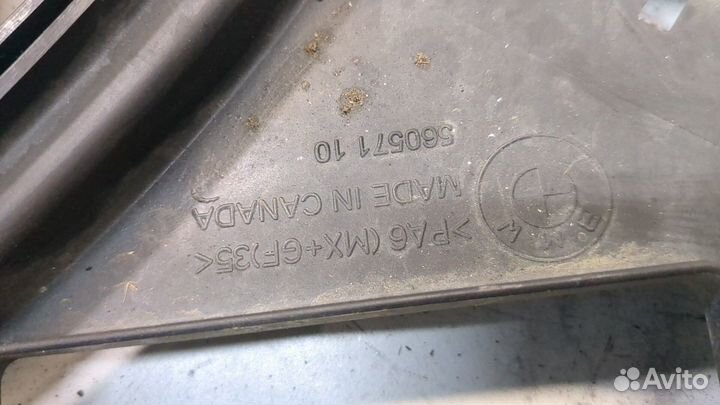 BMW
>PA6 (MX+GF)35<
MADE IN CANADA
560571 10
Avito